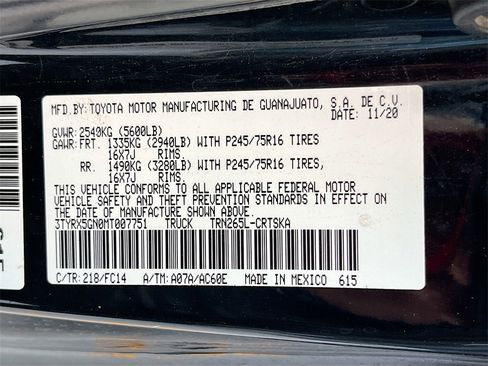 MFD.BY:TOYOTA MOTOR MANUFACTURING DE GUANAJUATO, S.A. DE C.V.
DATE: 11/20
GVWR: 2540KG (5600LB)
GAWR:FRT. 1335KG (2940LB) WITH P245/75R16 TIRES
16X7J RIMS,
RR. 1490KG (3280LB) WITH P245/75R16 TIRES,
16X7J RIMS.
THIS VEHICLE CONFORMS TO ALL APPLICABLE FEDERAL MOTOR
VEHICLE SAFETY AND THEFT PREVENTION STANDARDS IN EFFECT
ON THE DATE OF MANUFACTURE SHOWN ABOVE.
3TYRX5GN0MT007751 TRUCK TRN265L-CRTSKA
C/TR:218/FC14 A/TM:A07A/AC60E MADE IN MEXICO 615